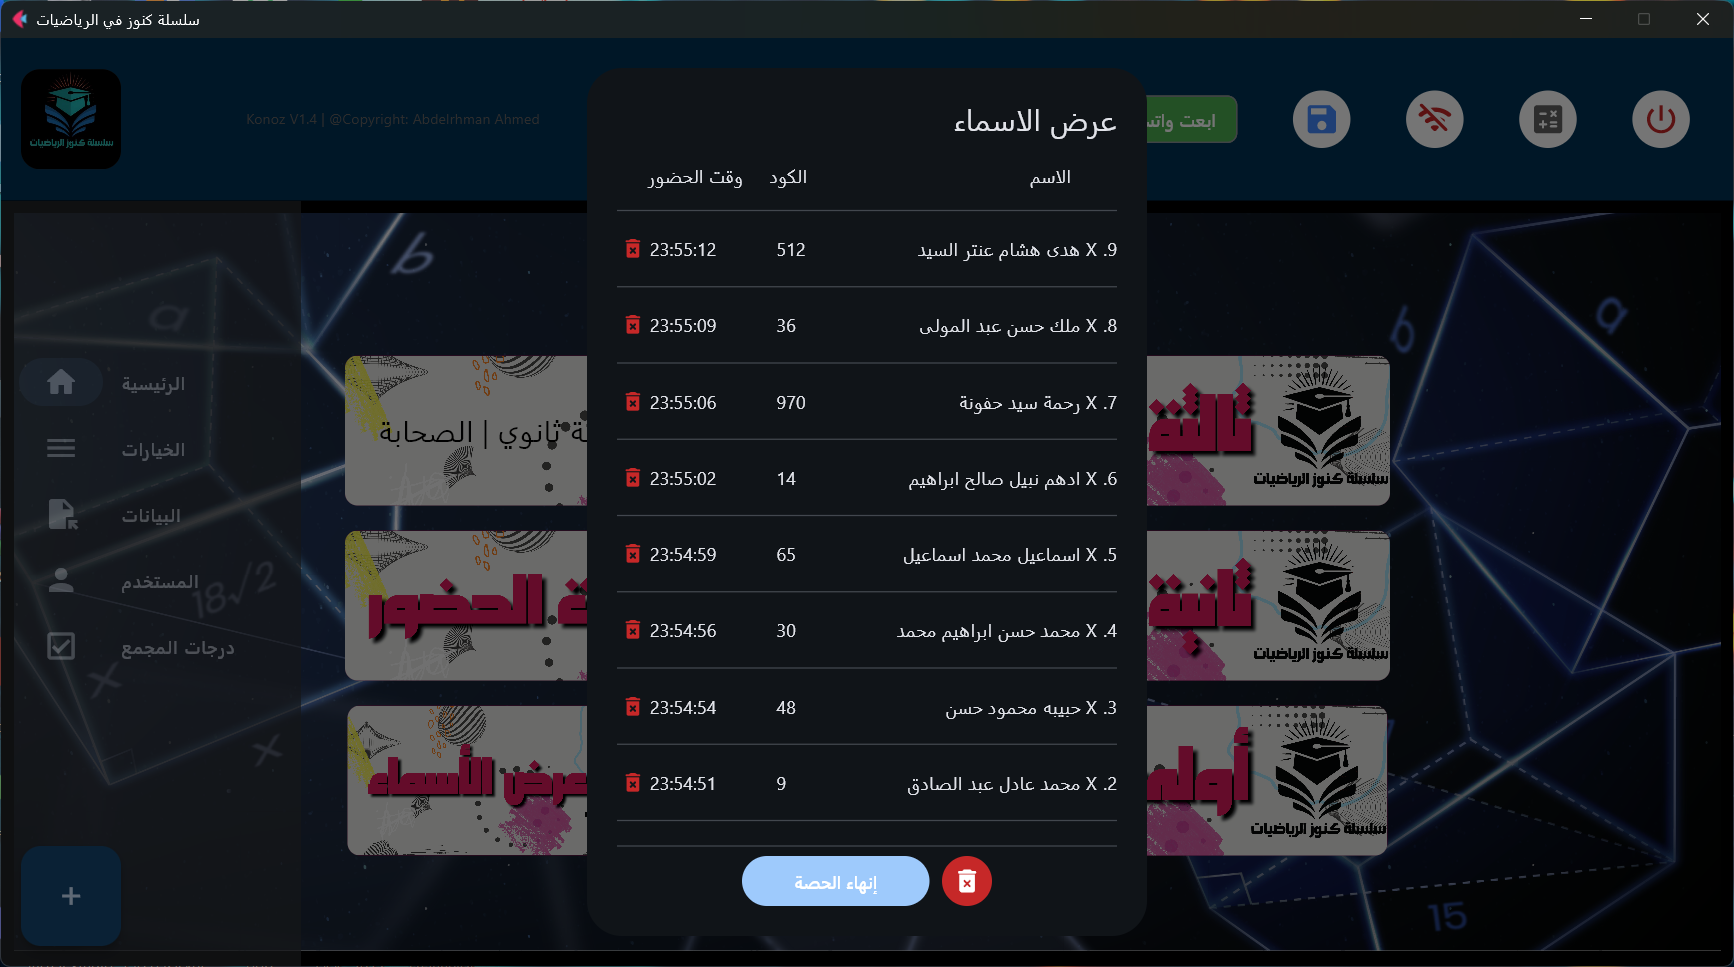 سلسلة كنوز في الرياضيات
سلسلة كنوز الرياضيات
Konoz V1.4 | @Copyright: Abdelrhman Ahmed
ابعت واتس
عرض الاسماء
الاسم الكود وقت الحضور
9. X هدى هشام عنتر السيد 512 23:55:12
8. X ملك حسن عبد المولى 36 23:55:09
7. X رحمة سيد حفونة 970 23:55:06
6. X ادهم نبيل صالح ابراهيم 14 23:55:02
5. X اسماعيل محمد اسماعيل 65 23:54:59
4. X محمد حسن ابراهيم محمد 30 23:54:56
3. X حبيبه محمود حسن 48 23:54:54
2. X محمد عادل عبد الصادق 9 23:54:51
إنهاء الحصة
الرئيسية
الخيارات
البيانات
المستخدم
درجات المجمع
+
ثالثة
سلسلة كنوز الرياضيات
ثانية
سلسلة كنوز الرياضيات
أولى
سلسلة كنوز الرياضيات
ثانوي | الصحابة
الحضور
عرض الأسماء
b
a
b
a
18√2
x
x
15